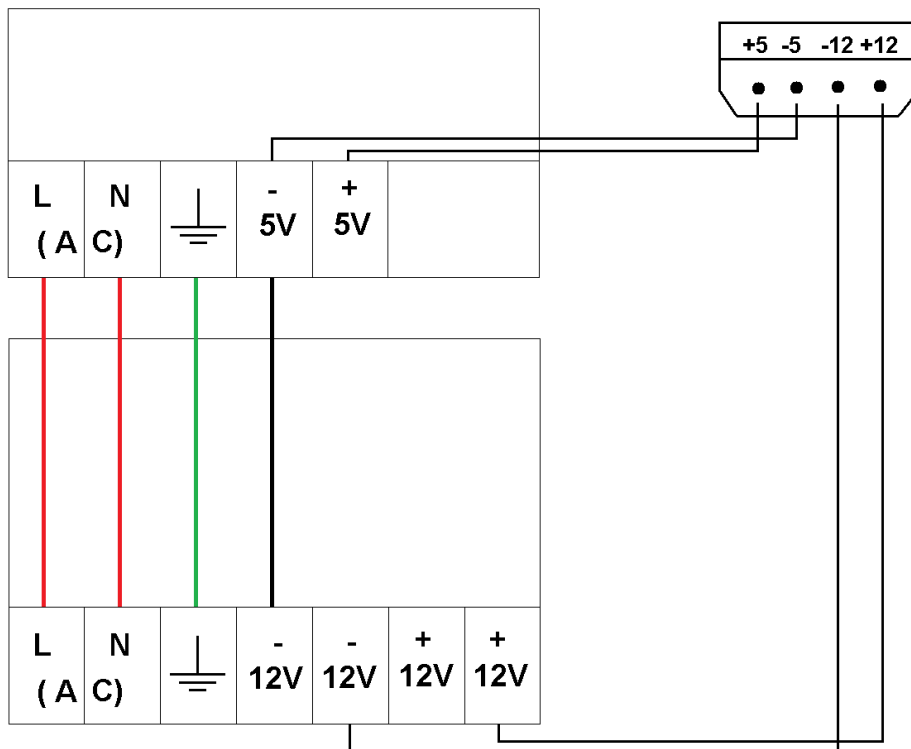 +5 -5 -12 +12
L N - +
( A C) 5V 5V
L N - - + +
( A C) 12V 12V 12V 12V